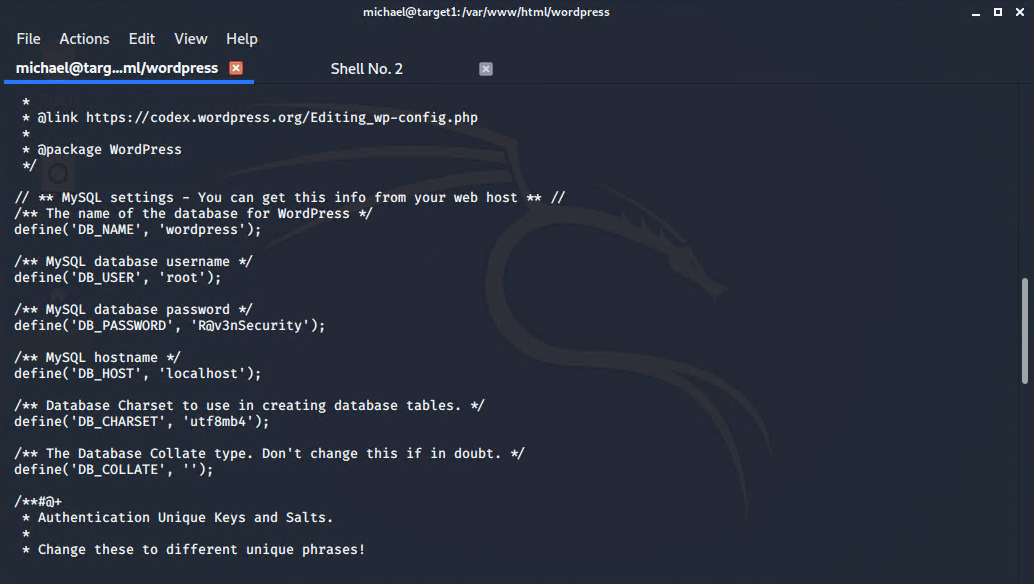 michael@target1:/var/www/html/wordpress
File Actions Edit View Help
michael@targ...ml/wordpress Shell No. 2
 *
 * @link https://codex.wordpress.org/Editing_wp-config.php
 *
 * @package WordPress
 */
// ** MySQL settings - You can get this info from your web host ** //
/** The name of the database for WordPress */
define('DB_NAME', 'wordpress');
/** MySQL database username */
define('DB_USER', 'root');
/** MySQL database password */
define('DB_PASSWORD', 'R@v3nSecurity');
/** MySQL hostname */
define('DB_HOST', 'localhost');
/** Database Charset to use in creating database tables. */
define('DB_CHARSET', 'utf8mb4');
/** The Database Collate type. Don't change this if in doubt. */
define('DB_COLLATE', '');
/**#@+
 * Authentication Unique Keys and Salts.
 *
 * Change these to different unique phrases!